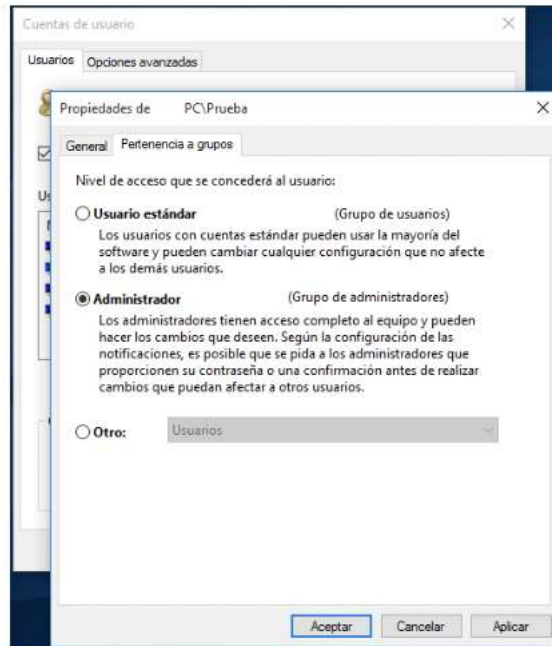 Cuentas de usuario
Usuarios
Opciones avanzadas
Propiedades de PC\Prueba
General
Pertenencia a grupos
Us
Nivel de acceso que se concederá al usuario:
Usuario estándar (Grupo de usuarios)
Los usuarios con cuentas estándar pueden usar la mayoría del
software y pueden cambiar cualquier configuración que no afecte
a los demás usuarios.
Administrador (Grupo de administradores)
Los administradores tienen acceso completo al equipo y pueden
hacer los cambios que deseen. Según la configuración de las
notificaciones, es posible que se pida a los administradores que
proporcionen su contraseña o una confirmación antes de realizar
cambios que puedan afectar a otros usuarios.
Otro: Usuarios
Aceptar
Cancelar
Aplicar